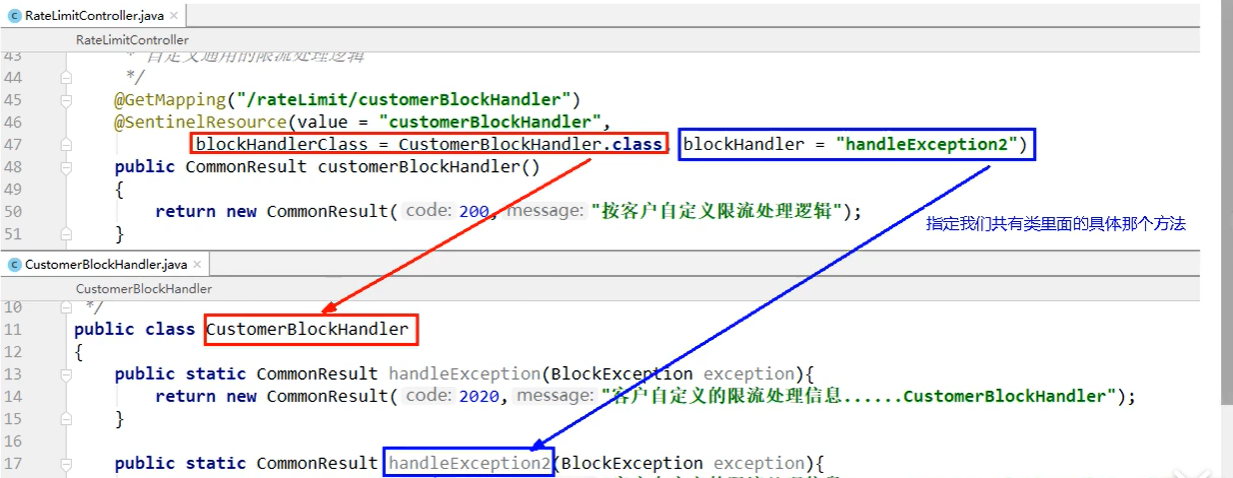 RateLimitController.java
RateLimitController
43 * 自定义通用的限流处理逻辑
44 */
45 @GetMapping("/rateLimit/customerBlockHandler")
46 @SentinelResource(value = "customerBlockHandler",
47 blockHandlerClass = CustomerBlockHandler.class, blockHandler = "handleException2")
48 public CommonResult customerBlockHandler()
49 {
50 return new CommonResult( code: 200, message: "按客户自定义限流处理逻辑");
指定我们共有类里面的具体那个方法
51 }
CustomerBlockHandler.java
CustomerBlockHandler
10 */
11 public class CustomerBlockHandler
12 {
13 public static CommonResult handleException(BlockException exception){
14 return new CommonResult( code: 2020, message: "客户自定义的限流处理信息......CustomerBlockHandler");
15 }
16
17 public static CommonResult handleException2(BlockException exception){